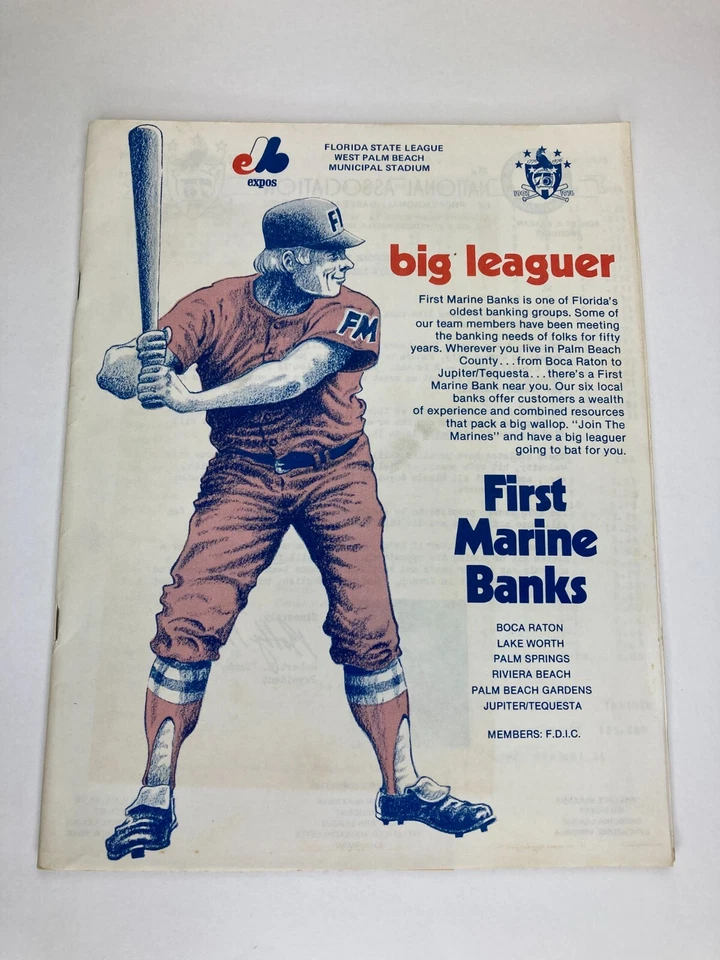 expos
FLORIDA STATE LEAGUE
WEST PALM BEACH
MUNICIPAL STADIUM
75
big leaguer
First Marine Banks is one of Florida's
oldest banking groups. Some of
our team members have been meeting
the banking needs of folks for fifty
years. Wherever you live in Palm Beach
County...from Boca Raton to
Jupiter/Tequesta...there's a First
Marine Bank near you. Our six local
banks offer customers a wealth
of experience and combined resources
that pack a big wallop. "Join The
Marines" and have a big leaguer
going to bat for you.
FM
First
Marine
Banks
BOCA RATON
LAKE WORTH
PALM SPRINGS
RIVIERA BEACH
PALM BEACH GARDENS
JUPITER/TEQUESTA
MEMBERS: F.D.I.C.